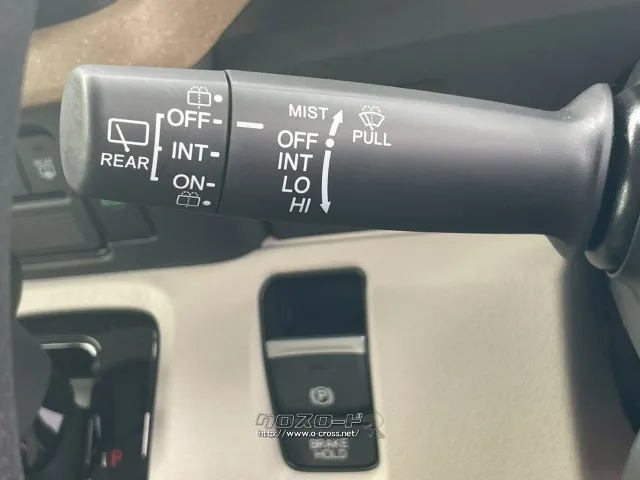 OFF
INT
ON
REAR
MIST
OFF
INT
LO
HI
PULL
P
クロスロード
http://www.o-cross.net/
BRAKE
HOLD
P